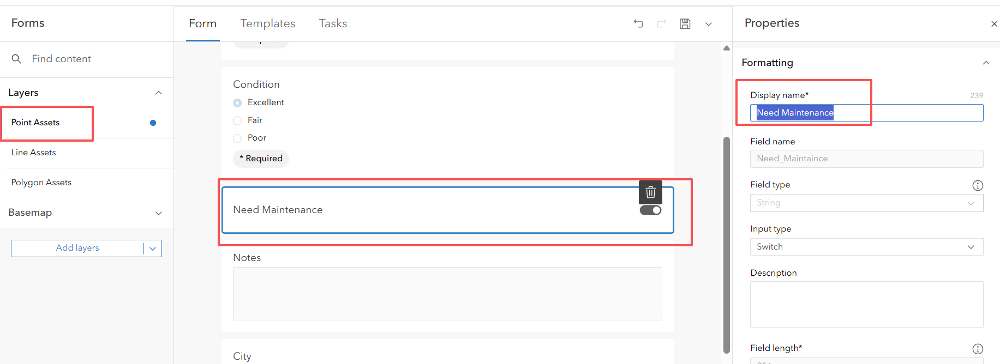 Forms
Find content
Layers
Point Assets
Line Assets
Polygon Assets
Basemap
Add layers
Form
Templates
Tasks
Condition
Excellent
Fair
Poor
* Required
Need Maintenance
Notes
City
Properties
Formatting
Display name*
239
Need Maintenance
Field name
Need_Maintaince
Field type
String
Input type
Switch
Description
Field length*